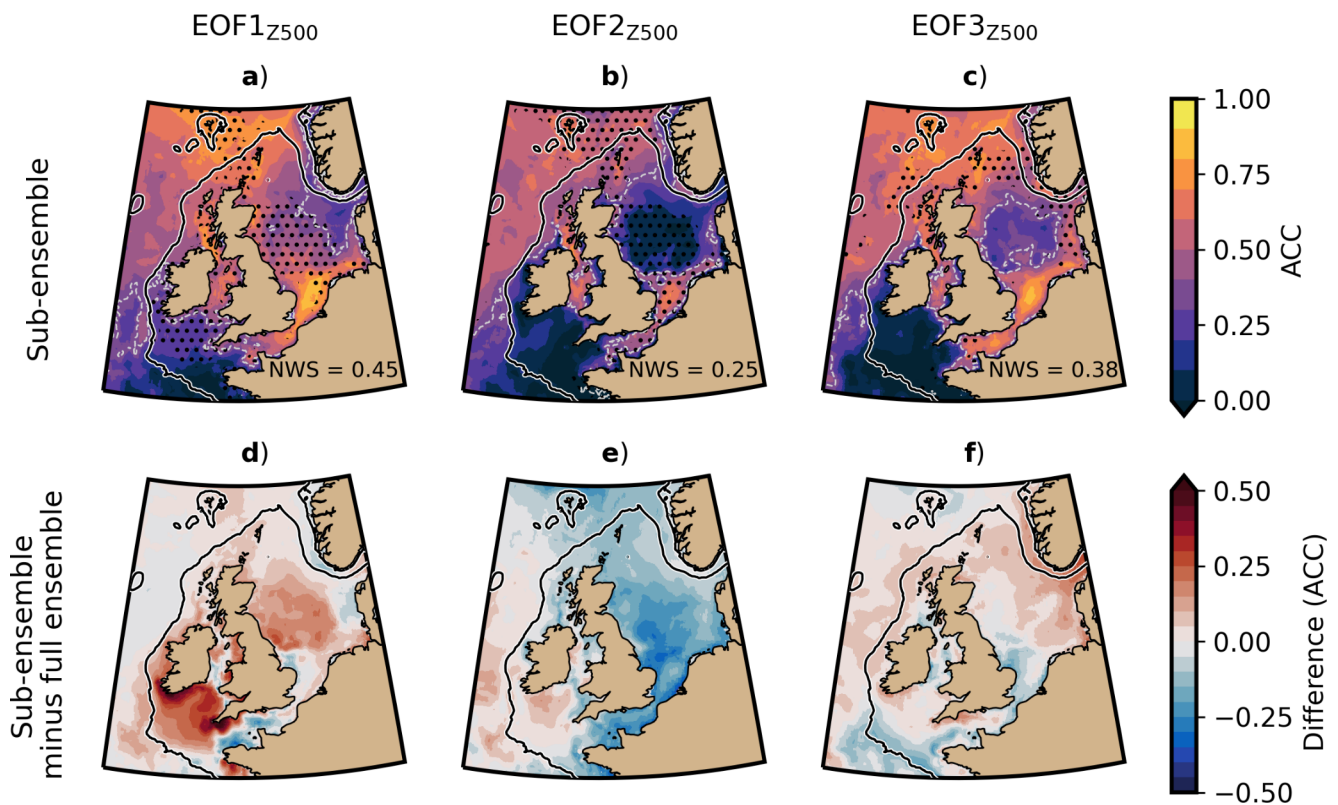 EOF1Z500 EOF2Z500 EOF3Z500
a) b) c)
Sub-ensemble
NWS = 0.45 NWS = 0.25 NWS = 0.38
1.00
0.75
0.50
0.25
0.00
ACC
d) e) f)
Sub-ensemble
minus full ensemble
0.50
0.25
0.00
−0.25
−0.50
Difference (ACC)